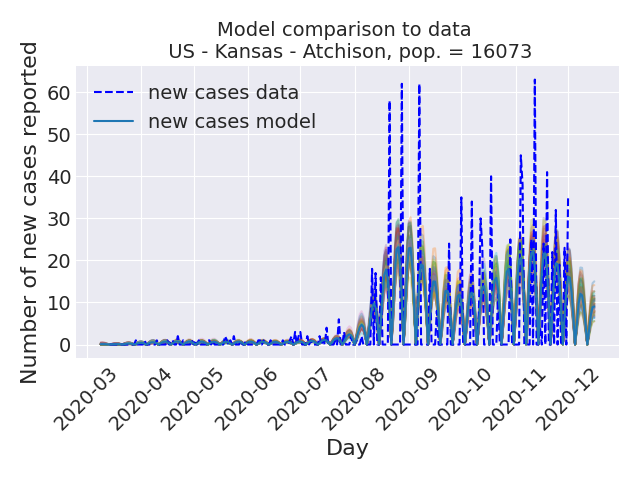 Model comparison to data
US - Kansas - Atchison, pop. = 16073
Number of new cases reported
60
50
40
30
20
10
0
new cases data
new cases model
2020-03
2020-04
2020-05
2020-06
2020-07
2020-08
2020-09
2020-10
2020-11
2020-12
Day